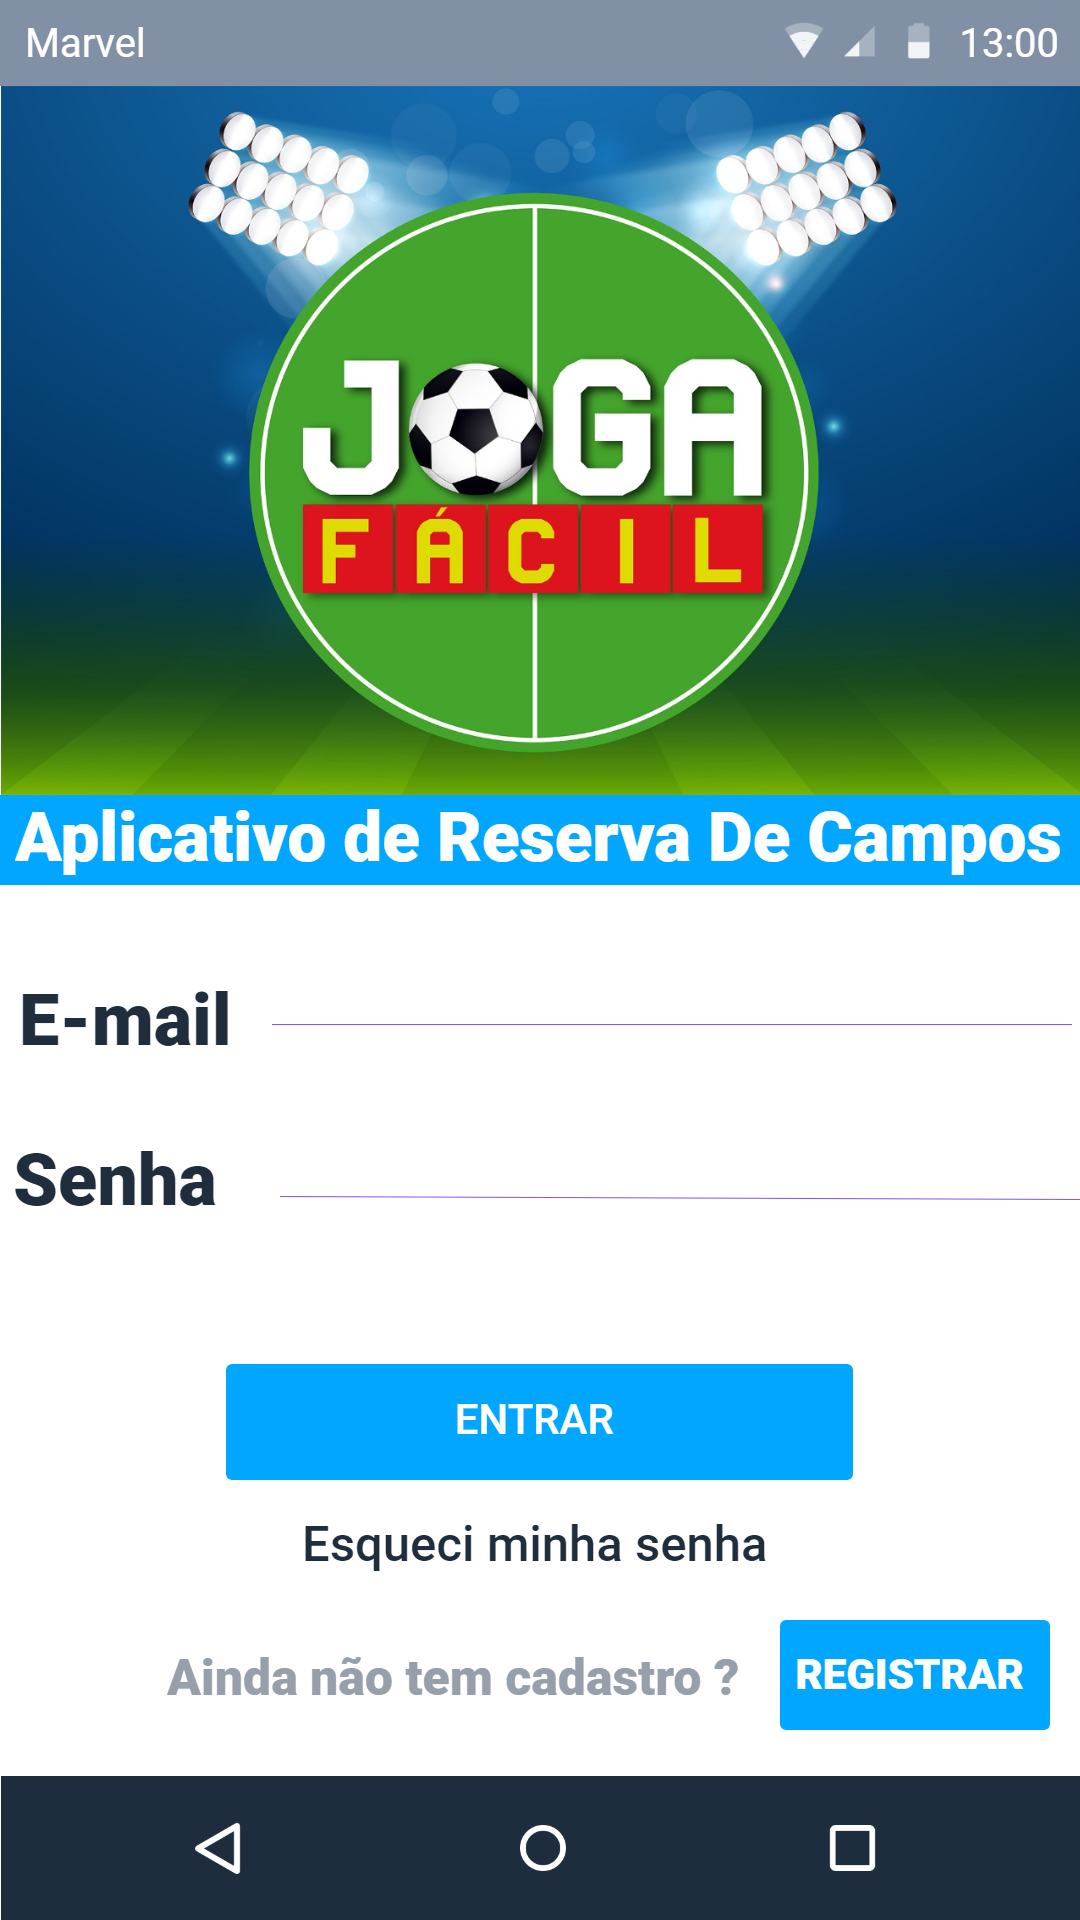 Marvel 13:00
JOGA
FÁCIL
Aplicativo de Reserva De Campos
E-mail
Senha
ENTRAR
Esqueci minha senha
Ainda não tem cadastro ? REGISTRAR